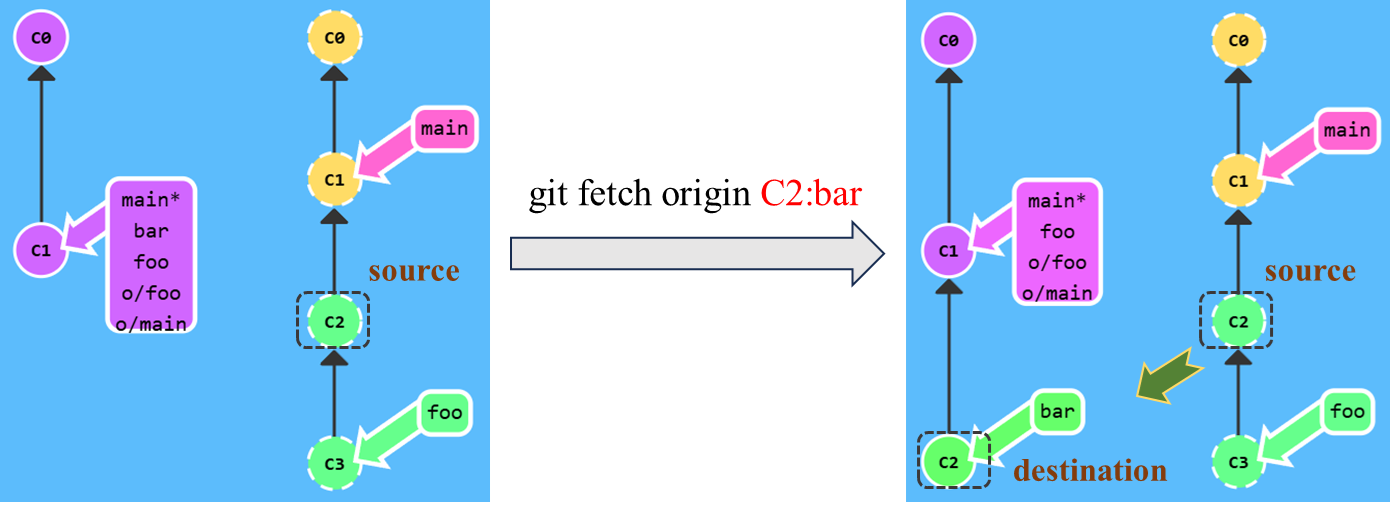 C0
C1
main*
bar
foo
o/foo
o/main
C0
main
C1
source
C2
foo
C3
git fetch origin C2:bar
C0
C1
main*
foo
o/foo
o/main
bar
C2
destination
C0
main
C1
source
C2
foo
C3